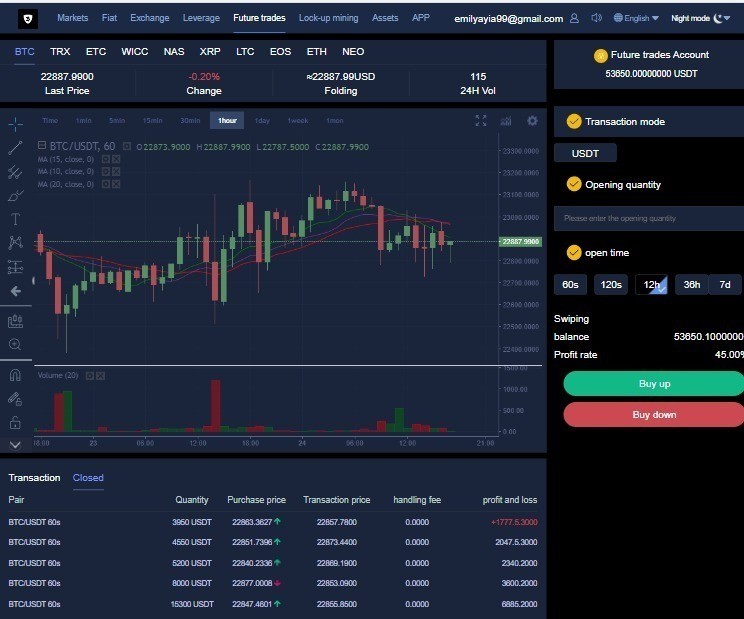 Markets Fiat Exchange Leverage Future trades Lock-up mining Assets APP emilyayia99@gmail.com English Night mode
BTC TRX ETC WICC NAS XRP LTC EOS ETH NEO
22887.9900 -0.20% ≈22887.99USD 115
Last Price Change Folding 24H Vol
Future trades Account
53650.00000000 USDT
Time 1min 5min 15min 30min 1hour 1day 1week 1mon
BTC/USDT, 60 O 22873.9000 H 22887.9900 L 22787.5000 C 22887.9900
MA (15, close, 0)
MA (10, close, 0)
MA (20, close, 0)
23300.0000
23200.0000
23100.0000
23000.0000
22887.9900
22800.0000
22700.0000
22600.0000
22500.0000
22400.0000
Volume (20)
1500.00
1000.00
500.00
0.00
18:00 23 06:00 12:00 18:00 24 06:00 12:00 21:00
Transaction mode
USDT
Opening quantity
Please enter the opening quantity
open time
60s 120s 12h 36h 7d
Swiping
balance 53650.1000000
Profit rate 45.00%
Buy up
Buy down
Transaction Closed
Pair Quantity Purchase price Transaction price handling fee profit and loss
BTC/USDT 60s 3950 USDT 22863.3627 22857.7800 0.0000 +1777.5.3000
BTC/USDT 60s 4550 USDT 22851.7396 22873.4400 0.0000 2047.5.3000
BTC/USDT 60s 5200 USDT 22840.2336 22869.1900 0.0000 2340.2000
BTC/USDT 60s 8000 USDT 22877.0008 22853.0900 0.0000 3600.2000
BTC/USDT 60s 15300 USDT 22847.4601 22855.8500 0.0000 6885.2000